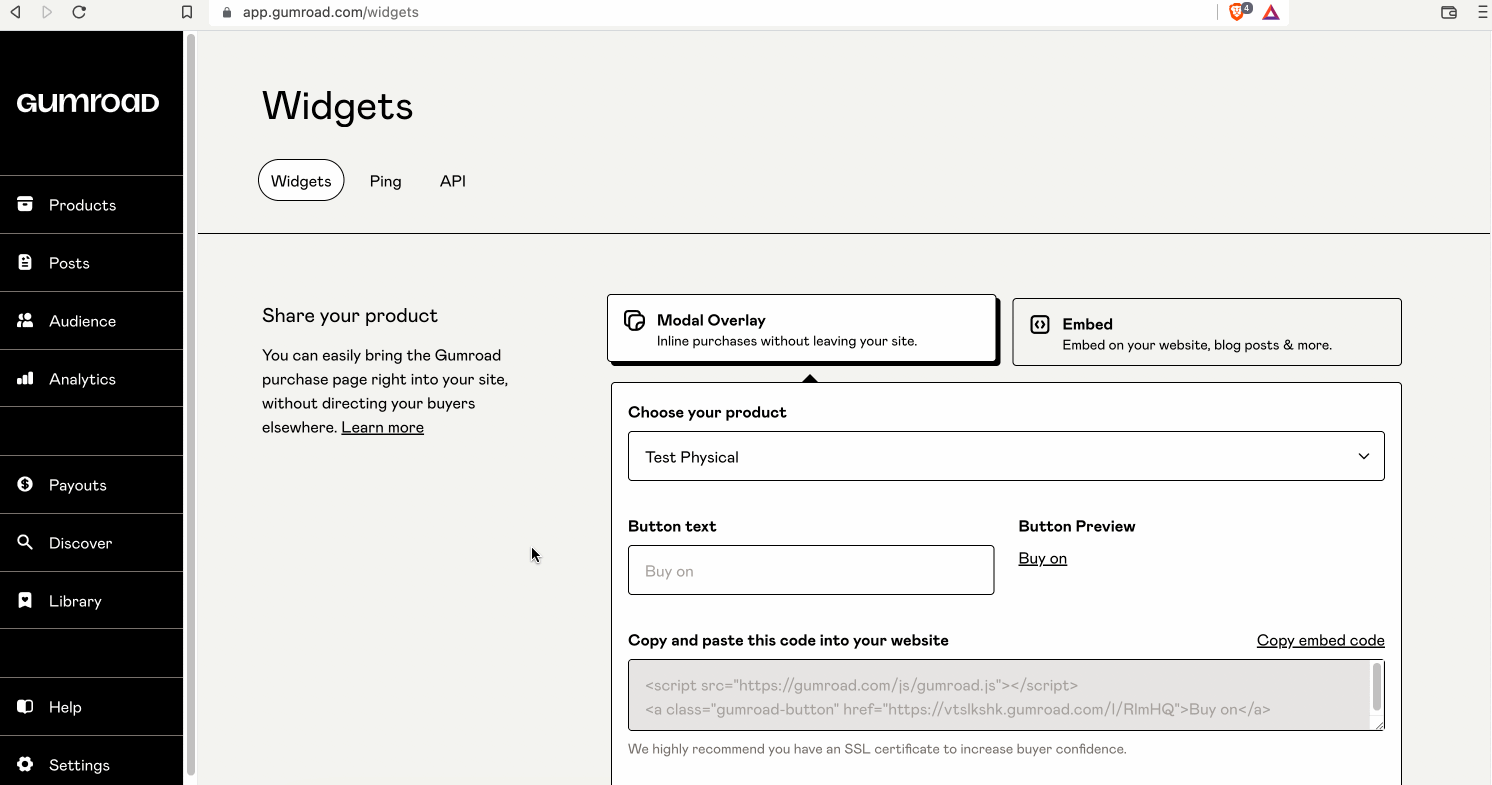 app.gumroad.com/widgets
4
GUMROAD
Products
Posts
Audience
Analytics
Payouts
Discover
Library
Help
Settings
Widgets
Widgets
Ping
API
Share your product
You can easily bring the Gumroad
purchase page right into your site,
without directing your buyers
elsewhere. Learn more
Modal Overlay
Inline purchases without leaving your site.
Embed
Embed on your website, blog posts & more.
Choose your product
Test Physical
Button text
Buy on
Button Preview
Buy on
Copy and paste this code into your website
Copy embed code
<script src="https://gumroad.com/js/gumroad.js"></script>
<a class="gumroad-button" href="https://vtslkshk.gumroad.com/l/RlmHQ">Buy on</a>
We highly recommend you have an SSL certificate to increase buyer confidence.